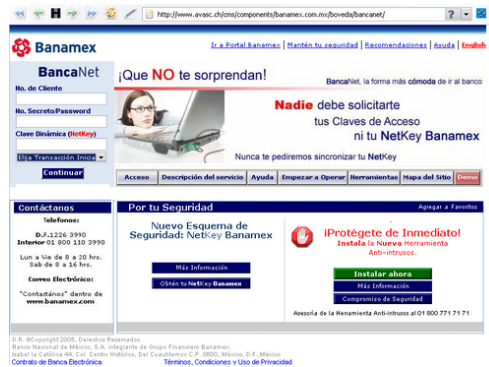 http://www.avasc.ch/cms/components/banamex.com.mx/boveda/bancanet/
?
Banamex
Ir a Portal Banamex | Mantén tu seguridad | Recomendaciones | Ayuda | English
BancaNet
No. de Cliente
No. Secreto/Password
Clave Dinámica (NetKey)
Elija Transacción Inicia
Continuar
¡Que NO te sorprendan!
BancaNet, la forma más cómoda de ir al banco
Nadie debe solicitarte
tus Claves de Acceso
ni tu NetKey Banamex
Nunca te pediremos sincronizar tu NetKey
Acceso Descripción del servicio Ayuda Empezar a Operar Herramientas Mapa del Sitio Demo
Contáctanos
Telefonos:
D.F.1226 3990
Interior 01 800 110 3990
Lun a Vie de 8 a 20 hrs.
Sab de 8 a 16 hrs.
Correo Electrónico:
"Contactános" dentro de
www.banamex.com
Por tu Seguridad
Agregar a Favoritos
Nuevo Esquema de
Seguridad: NetKey Banamex
Más Información
Obtén tu NetKey Banamex
¡Protégete de Inmediato!
Instala la Nueva Herramienta
Anti-intrusos.
Instalar ahora
Más Información
Compromiso de Seguridad
Asesoría de la Herramienta Anti-intrusos al 01 800 771 71 71
D.R. ©Copyright 2005, Derechos Reservados
Banco Nacional de México, S.A. integrante de Grupo Financiero Banamex.
Isabel la Católica 44, Col. Centro Histórico, Del Cuauhtemoc C.P. 0600, México, D.F., México
Contrato de Banca Electrónica
Términos, Condiciones y Uso de Privacidad